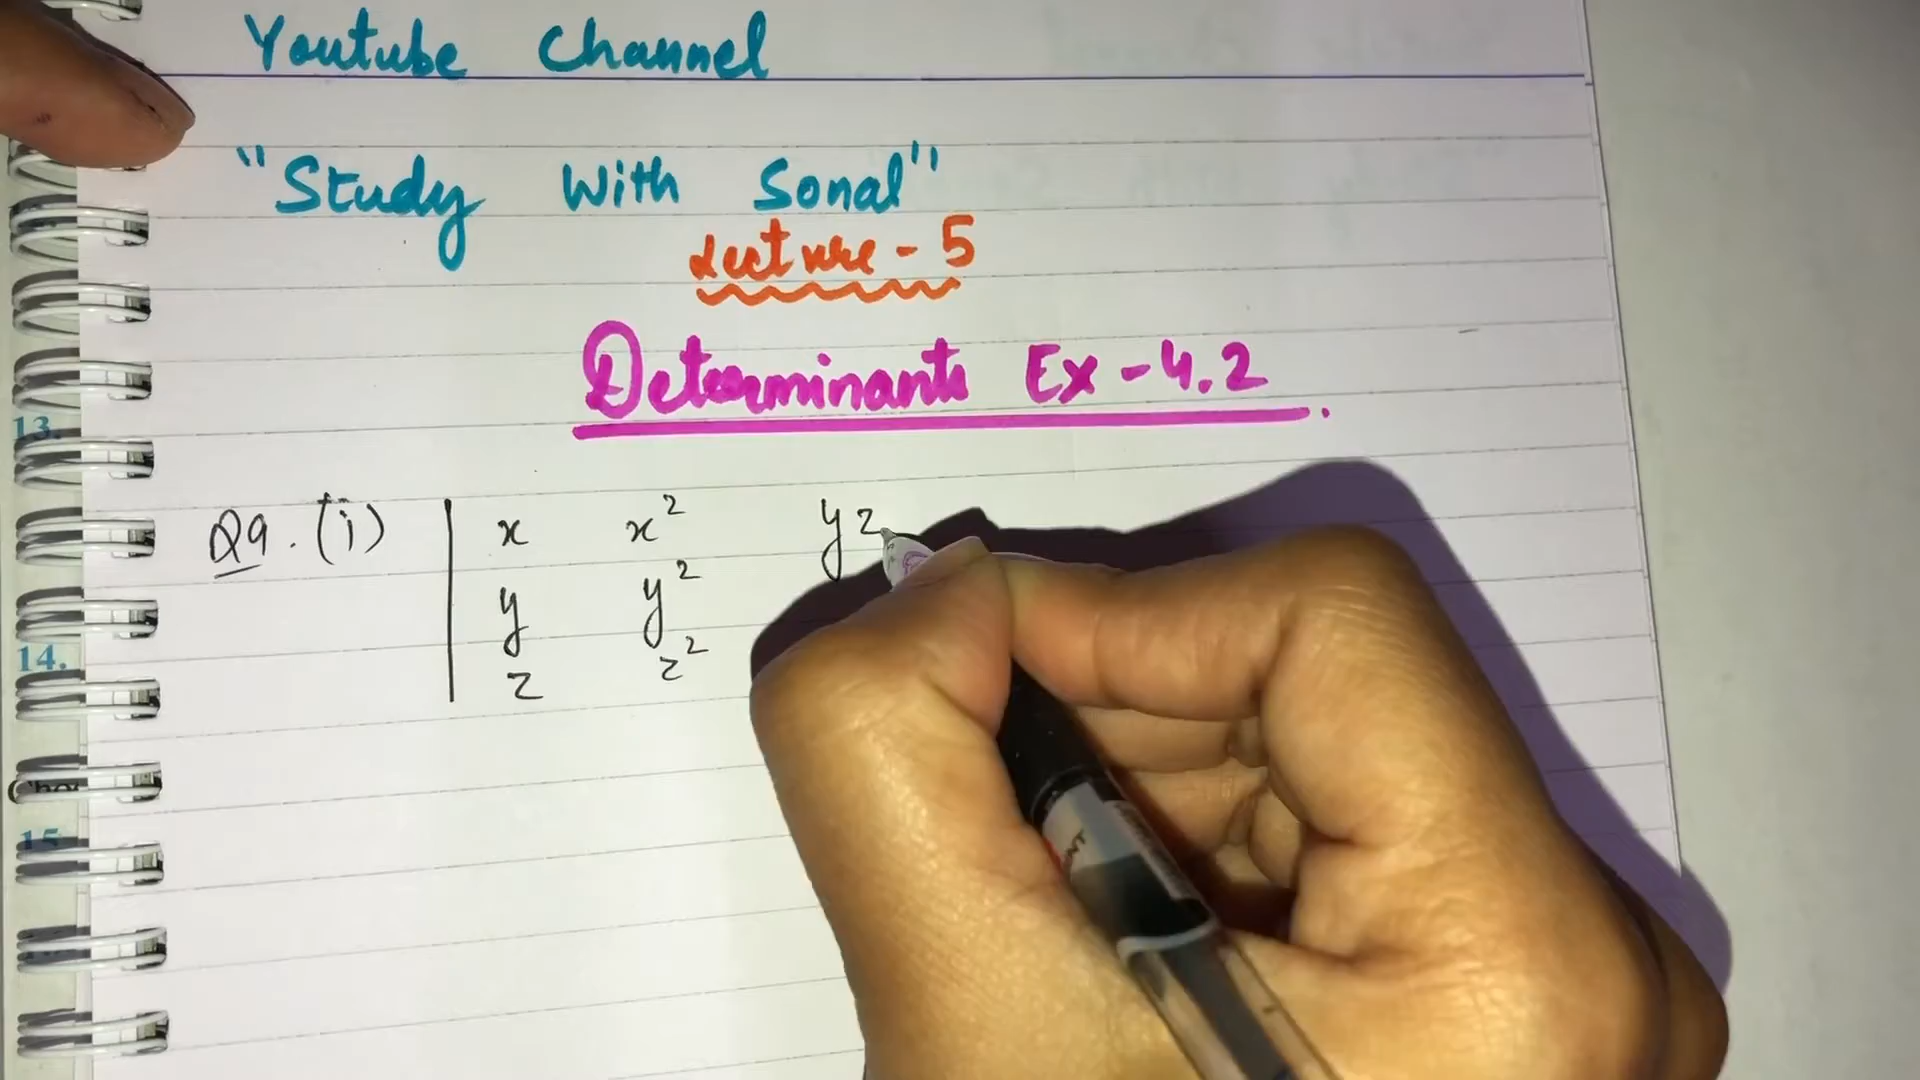 Youtube Channel
"Study With Sonal"
Lecture - 5
Determinants Ex - 4.2
Q9. (i) x x² yz
y y²
z z²
13.
14.
15